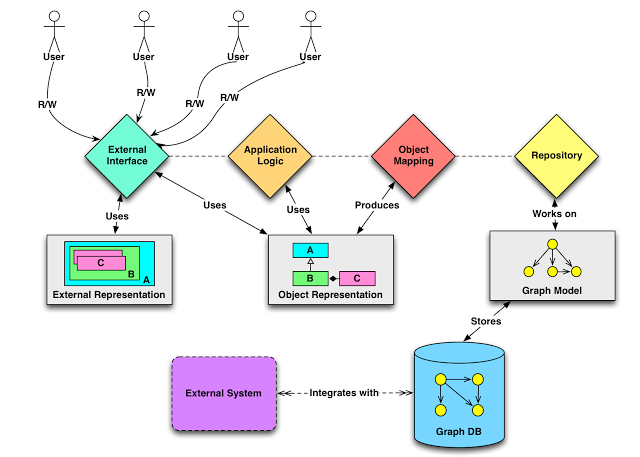 User
User
User
User
R/W
R/W
R/W
R/W
External
Interface
Application
Logic
Object
Mapping
Repository
Uses
Uses
Uses
Produces
Works on
A
B
C
External Representation
A
B
C
Object Representation
Graph Model
Stores
External System
Integrates with
Graph DB